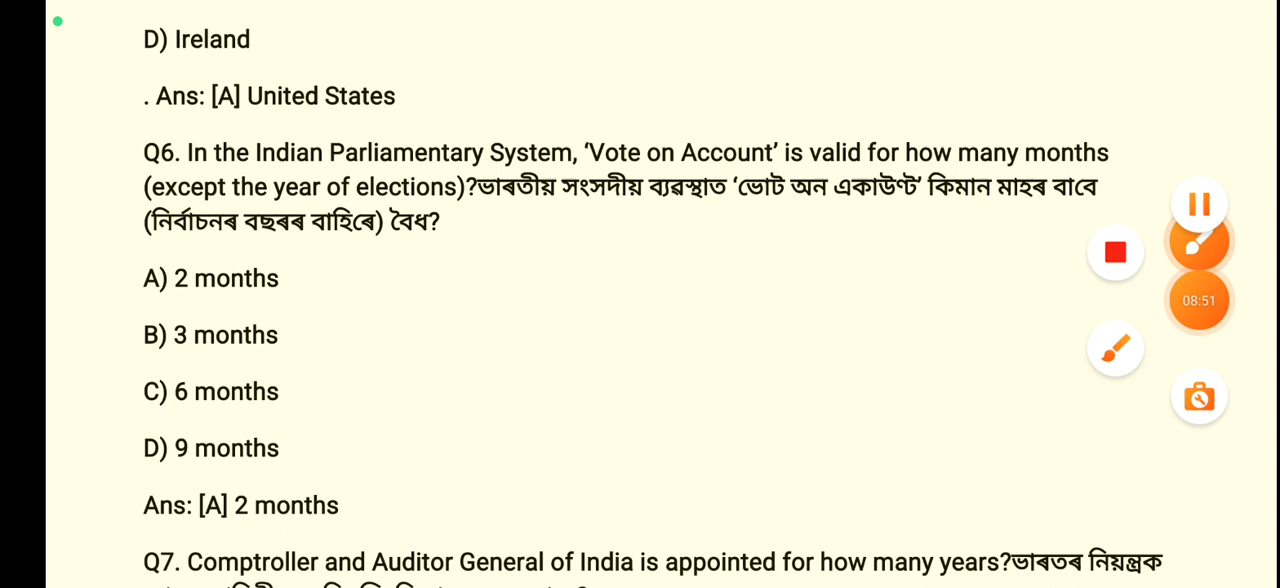 D) Ireland
. Ans: [A] United States
Q6. In the Indian Parliamentary System, ‘Vote on Account’ is valid for how many months
(except the year of elections)?ভাৰতীয় সংসদীয় ব্যৱস্থাত ‘ভোট অন একাউণ্ট’ কিমান মাহৰ বাবে
(নিৰ্বাচনৰ বছৰৰ বাহিৰে) বৈধ?
A) 2 months
B) 3 months
C) 6 months
D) 9 months
Ans: [A] 2 months
Q7. Comptroller and Auditor General of India is appointed for how many years?ভাৰতৰ নিয়ন্ত্ৰক
08:51